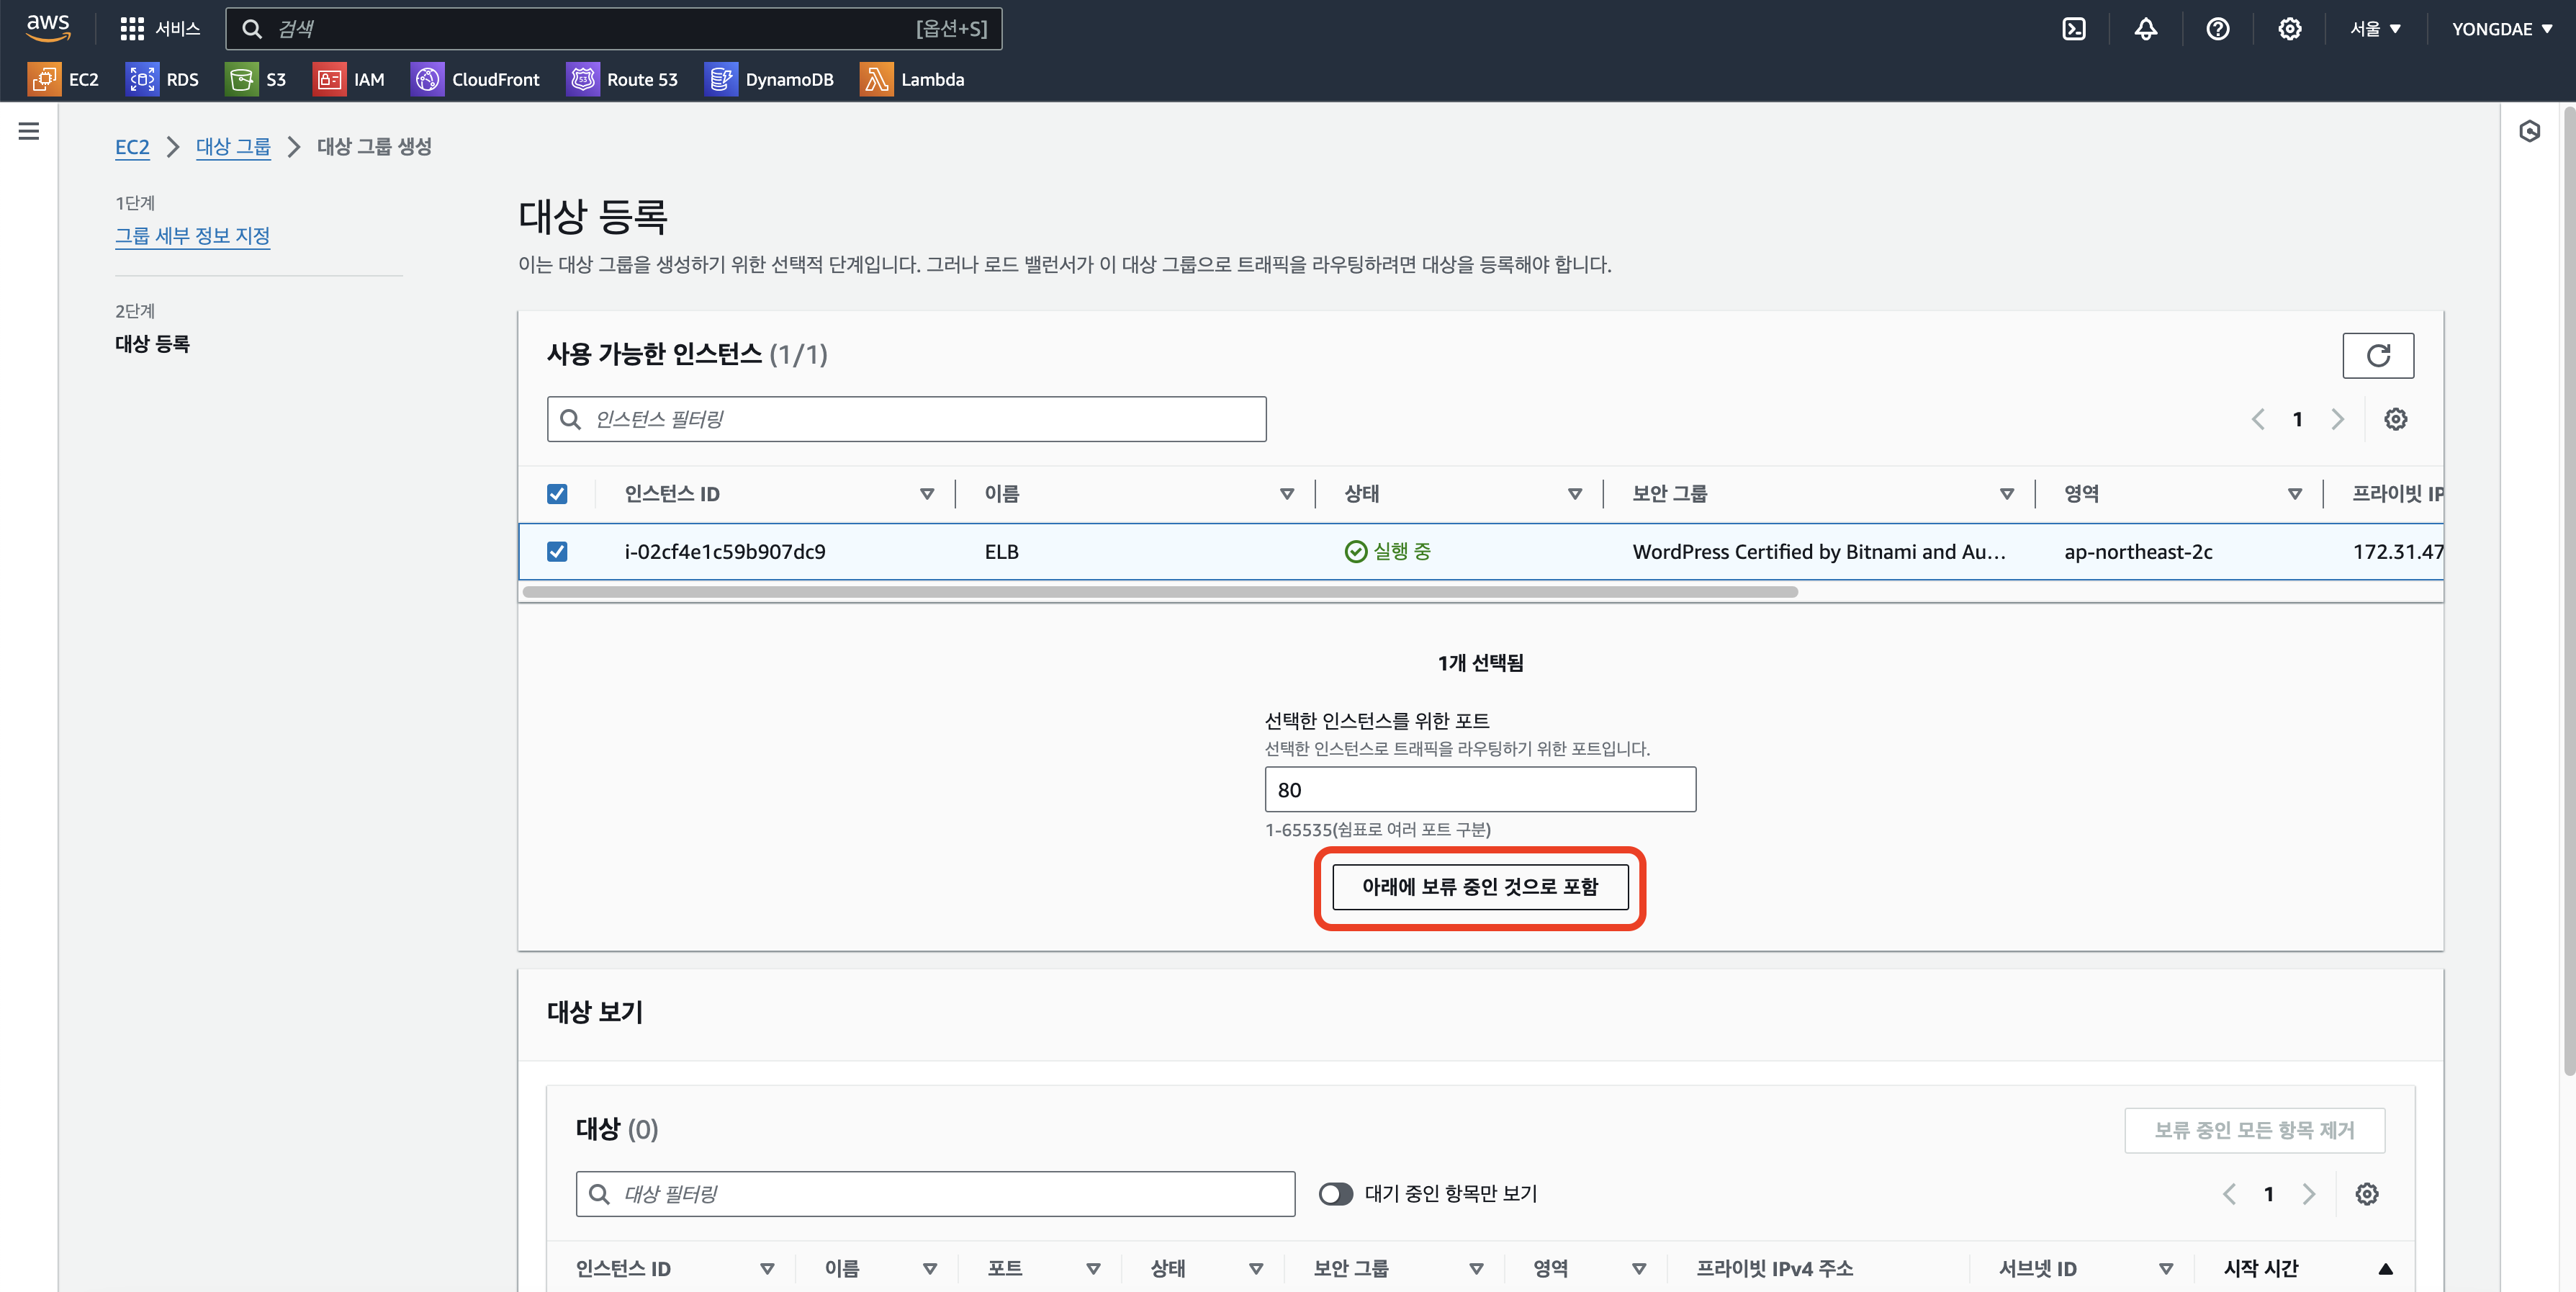 aws
서비스
검색
[옵션+S]
서울
YONGDAE
EC2
RDS
S3
IAM
CloudFront
Route 53
DynamoDB
Lambda
EC2
대상 그룹
대상 그룹 생성
1단계
그룹 세부 정보 지정
2단계
대상 등록
대상 등록
이는 대상 그룹을 생성하기 위한 선택적 단계입니다. 그러나 로드 밸런서가 이 대상 그룹으로 트래픽을 라우팅하려면 대상을 등록해야 합니다.
사용 가능한 인스턴스 (1/1)
인스턴스 필터링
1
인스턴스 ID
이름
상태
보안 그룹
영역
프라이빗 IP
i-02cf4e1c59b907dc9
ELB
실행 중
WordPress Certified by Bitnami and Au...
ap-northeast-2c
172.31.47
1개 선택됨
선택한 인스턴스를 위한 포트
선택한 인스턴스로 트래픽을 라우팅하기 위한 포트입니다.
80
1-65535(쉼표로 여러 포트 구분)
아래에 보류 중인 것으로 포함
대상 보기
대상 (0)
보류 중인 모든 항목 제거
대상 필터링
대기 중인 항목만 보기
1
인스턴스 ID
이름
포트
상태
보안 그룹
영역
프라이빗 IPv4 주소
서브넷 ID
시작 시간